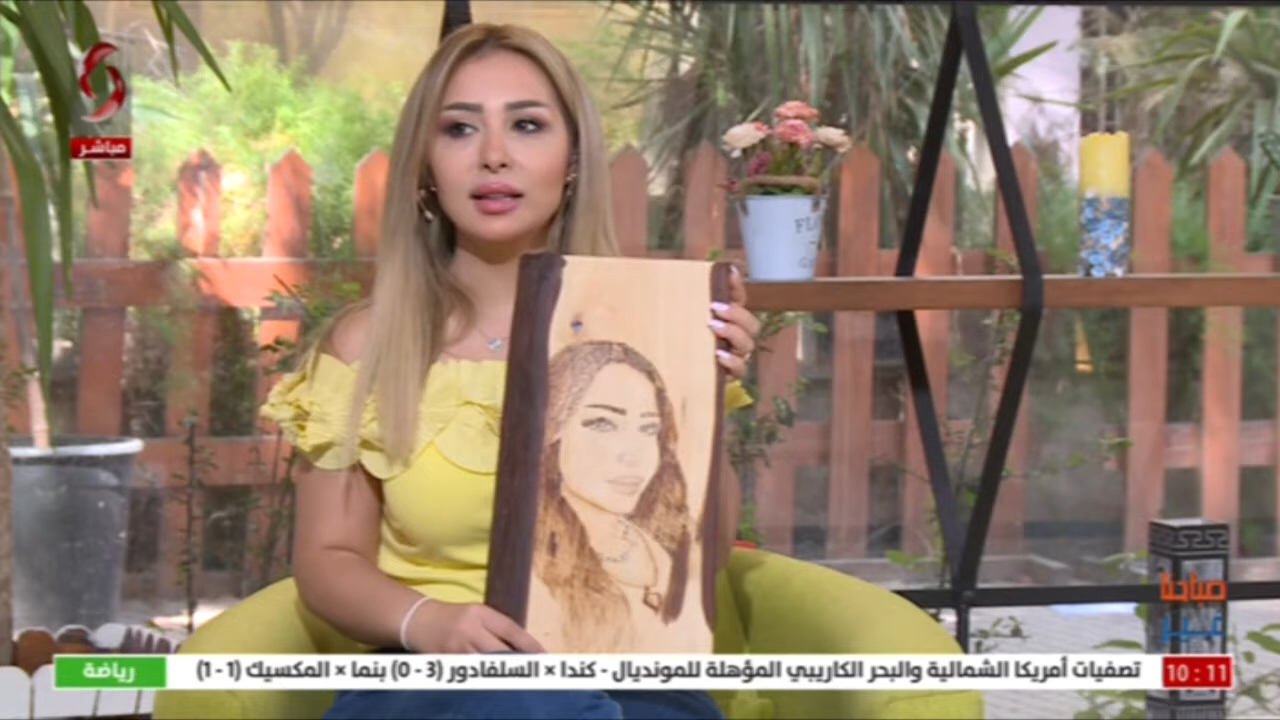 مباشر
صباحنا
غير
10:11
تصفيات أمريكا الشمالية والبحر الكاريبي المؤهلة للمونديال - كندا × السلفادور (3 - 0) بنما × المكسيك (1 - 1)
رياضة